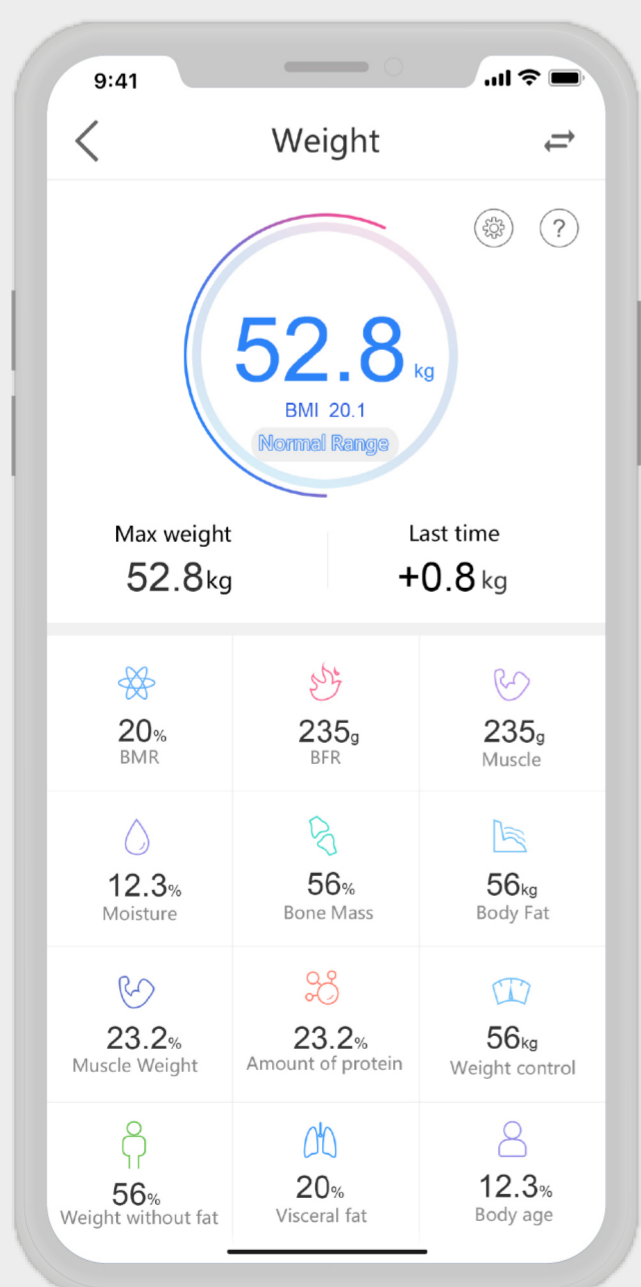 9:41
Weight
?
52.8 kg
BMI 20.1
Normal Range
Max weight Last time
52.8kg +0.8kg
20% 235g 235g
BMR BFR Muscle
12.3% 56% 56kg
Moisture Bone Mass Body Fat
23.2% 23.2% 56kg
Muscle Weight Amount of protein Weight control
56% 20% 12.3%
Weight without fat Visceral fat Body age